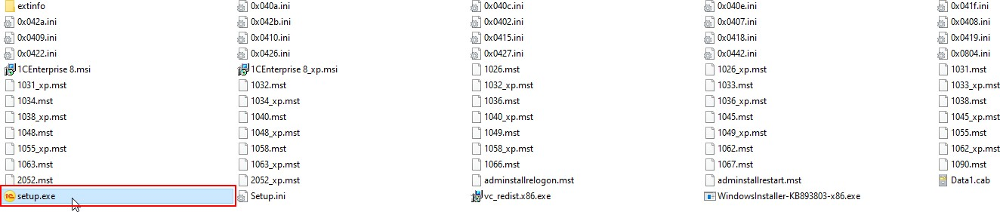 extinfo 0x040a.ini 0x040c.ini 0x040e.ini 0x041f.ini
0x042a.ini 0x042b.ini 0x0402.ini 0x0407.ini 0x0408.ini
0x0409.ini 0x0410.ini 0x0415.ini 0x0418.ini 0x0419.ini
0x0422.ini 0x0426.ini 0x0427.ini 0x0442.ini 0x0804.ini
1CEnterprise 8.msi 1CEnterprise 8_xp.msi 1026.mst 1026_xp.mst 1031.mst
1031_xp.mst 1032.mst 1032_xp.mst 1033.mst 1033_xp.mst
1034.mst 1034_xp.mst 1036.mst 1036_xp.mst 1038.mst
1038_xp.mst 1040.mst 1040_xp.mst 1045.mst 1045_xp.mst
1048.mst 1048_xp.mst 1049.mst 1049_xp.mst 1055.mst
1055_xp.mst 1058.mst 1058_xp.mst 1062.mst 1062_xp.mst
1063.mst 1063_xp.mst 1066.mst 1067.mst 1090.mst
2052.mst 2052_xp.mst adminstallrelogon.mst adminstallrestart.mst Data1.cab
setup.exe Setup.ini vc_redist.x86.exe WindowsInstaller-KB893803-x86.exe